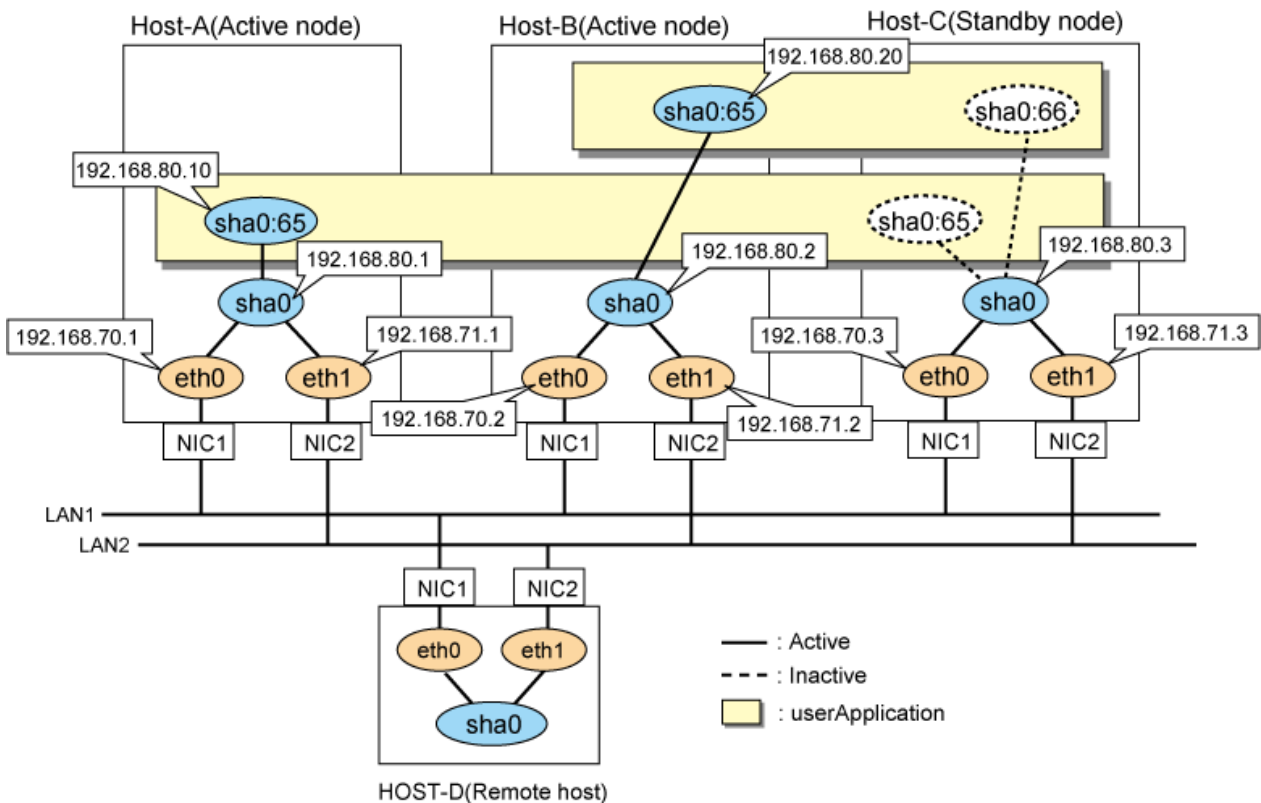 Host-A(Active node)
Host-B(Active node)
Host-C(Standby node)
192.168.80.20
sha0:65
sha0:66
192.168.80.10
sha0:65
sha0:65
192.168.80.1
192.168.80.2
192.168.80.3
sha0
sha0
sha0
192.168.70.1
192.168.71.1
192.168.70.3
192.168.71.3
eth0
eth1
eth0
eth1
eth0
eth1
192.168.70.2
192.168.71.2
NIC1
NIC2
NIC1
NIC2
NIC1
NIC2
LAN1
LAN2
NIC1
NIC2
eth0
eth1
sha0
: Active
: Inactive
: userApplication
HOST-D(Remote host)